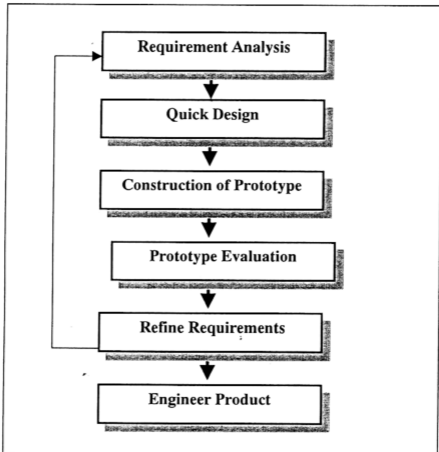 Requirement Analysis
Quick Design
Construction of Prototype
Prototype Evaluation
Refine Requirements
Engineer Product